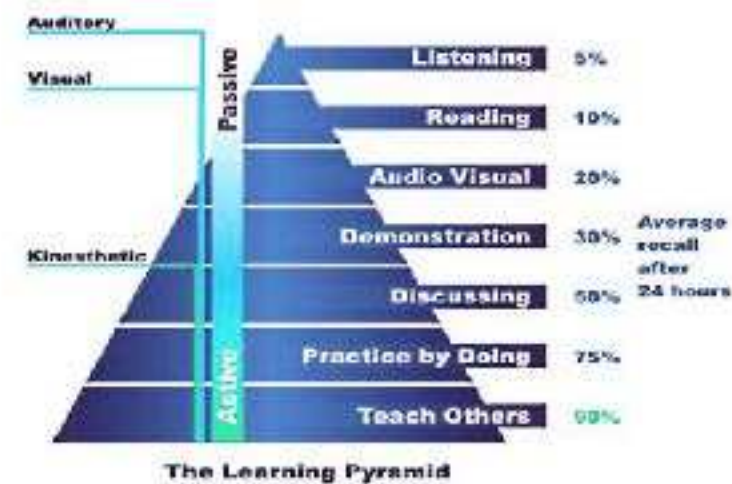 Auditory
Visual
Kinesthetic
Passive
Active
Listening 5%
Reading 10%
Audio Visual 20%
Demonstration 30%
Discussing 50%
Practice by Doing 75%
Teach Others 90%
Average
recall
after
24 hours
The Learning Pyramid